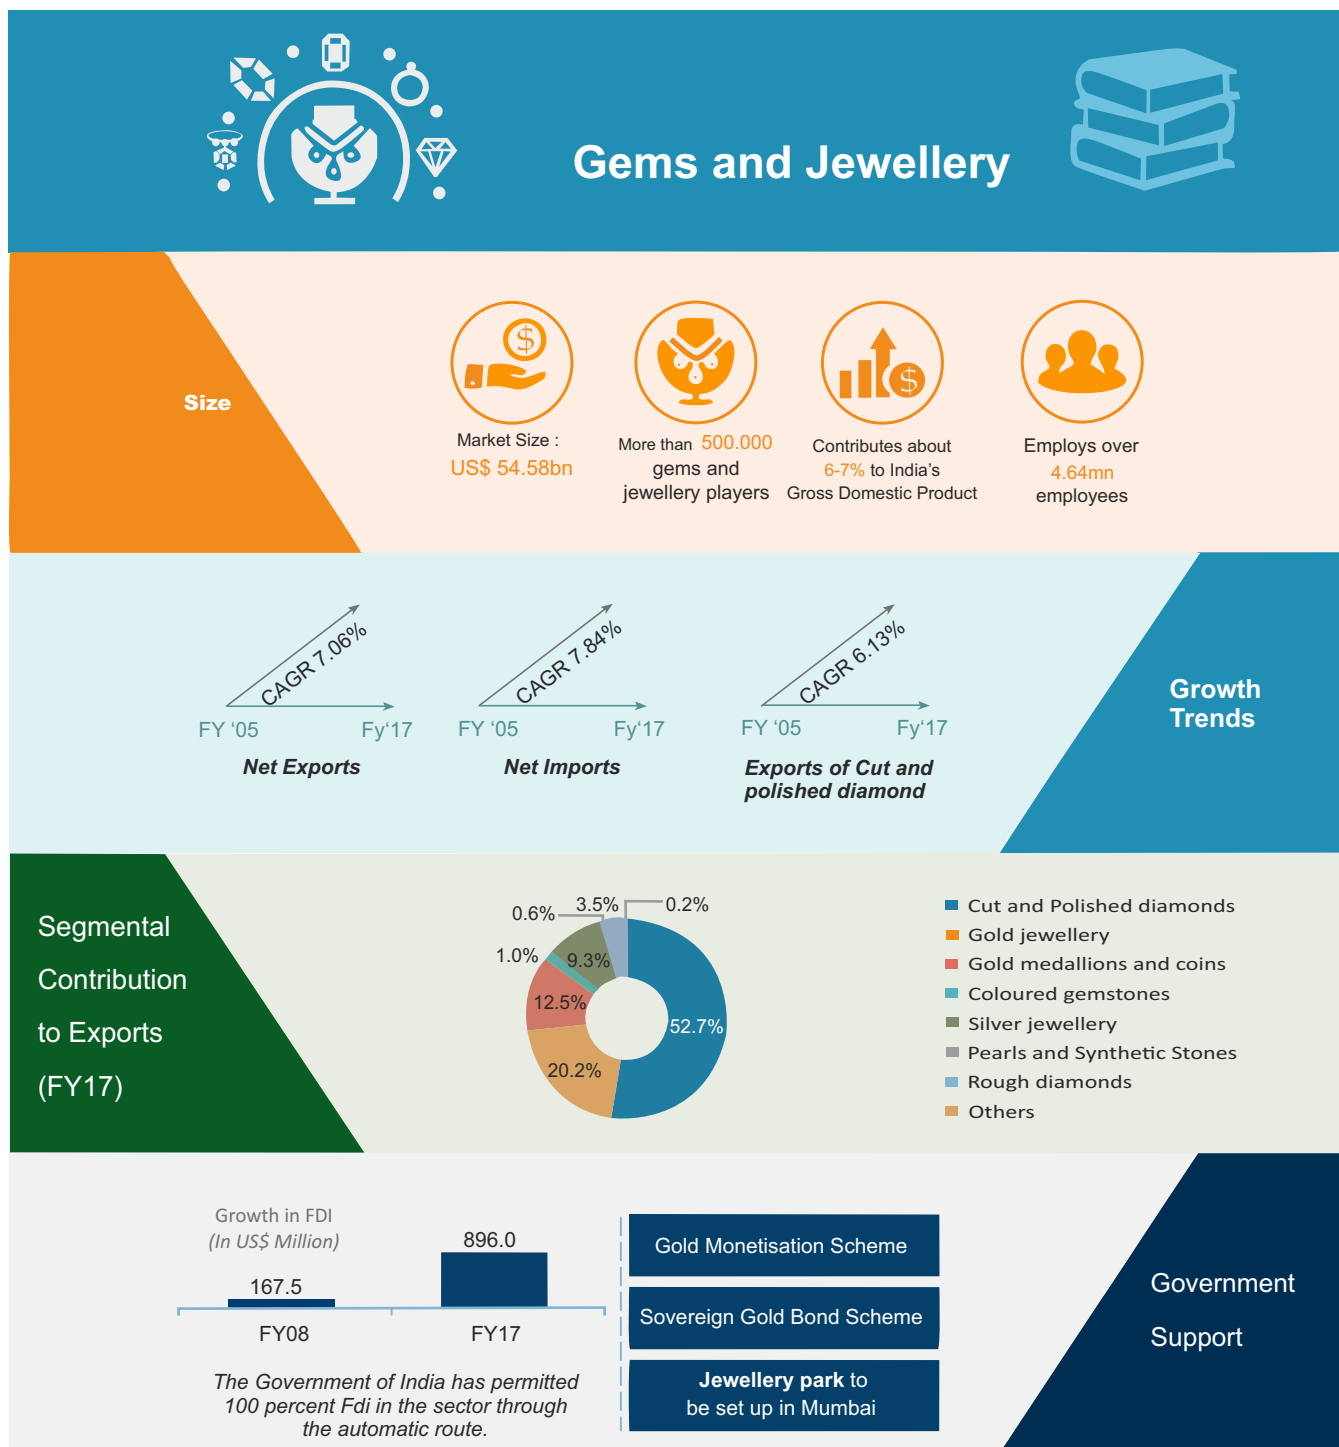 Gems and Jewellery
Size
Market Size :
US$ 54.58bn
More than 500.000
gems and
jewellery players
Contributes about
6-7% to India's
Gross Domestic Product
Employs over
4.64mn
employees
CAGR 7.06%
FY ‘05
Fy‘17
Net Exports
CAGR 7.84%
FY ‘05
Fy‘17
Net Imports
CAGR 6.13%
FY ‘05
Fy‘17
Exports of Cut and
polished diamond
Growth
Trends
Segmental
Contribution
to Exports
(FY17)
0.6%
3.5%
0.2%
1.0%
9.3%
12.5%
52.7%
20.2%
Cut and Polished diamonds
Gold jewellery
Gold medallions and coins
Coloured gemstones
Silver jewellery
Pearls and Synthetic Stones
Rough diamonds
Others
Growth in FDI
(In US$ Million)
167.5
896.0
FY08
FY17
The Government of India has permitted
100 percent Fdi in the sector through
the automatic route.
Gold Monetisation Scheme
Sovereign Gold Bond Scheme
Jewellery park to
be set up in Mumbai
Government
Support